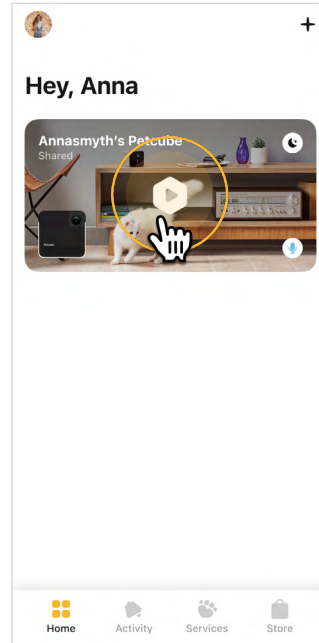 Hey, Anna
Annasmyth's Petcube
Shared
Home
Activity
Services
Store